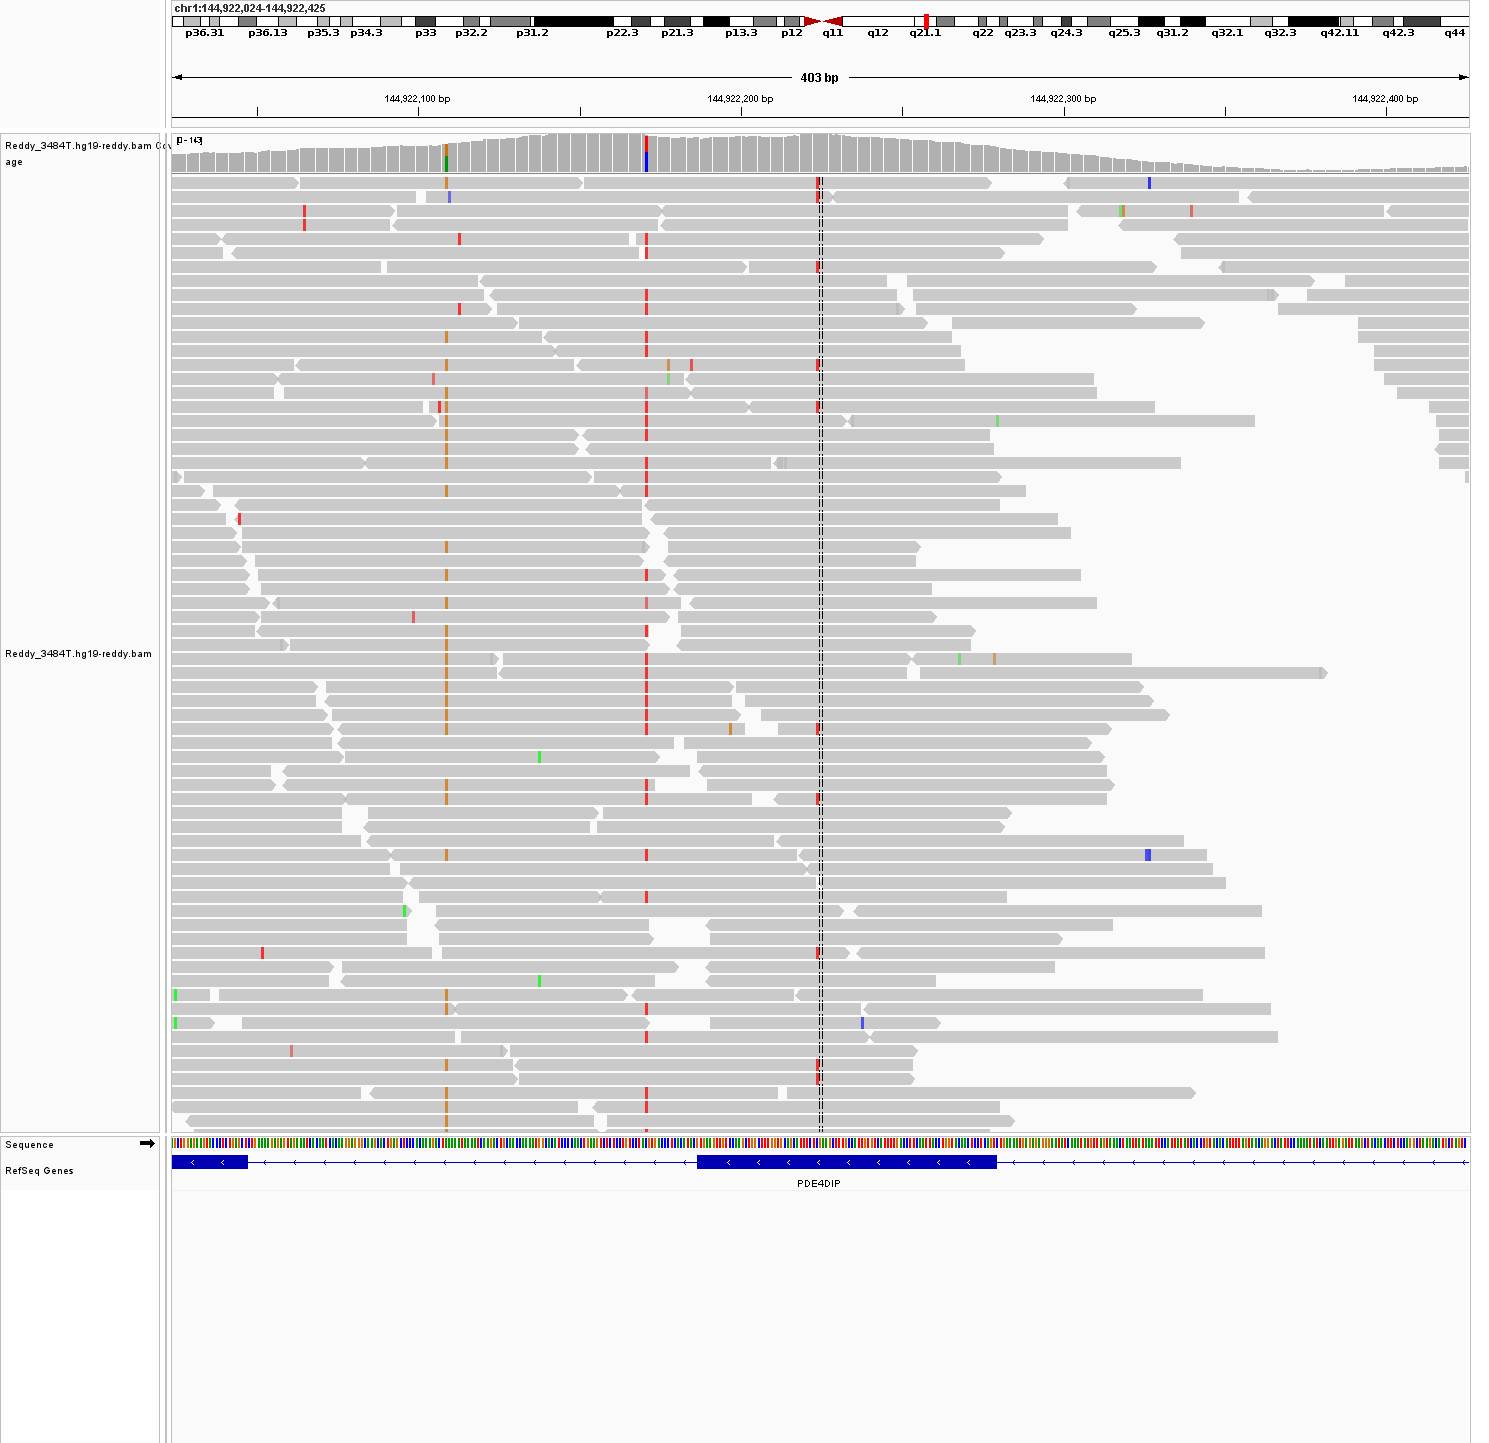 chr1:144,922,024-144,922,425
p36.31 p36.13 p35.3 p34.3 p33 p32.2 p31.2 p22.3 p21.3 p13.3 p12 q11 q12 q21.1 q22 q23.3 q24.3 q25.3 q31.2 q32.1 q32.3 q42.11 q42.3 q44
403 bp
144,922,100 bp 144,922,200 bp 144,922,300 bp 144,922,400 bp
[0 - 143]
Reddy_3484T.hg19-reddy.bam Cov
age
Reddy_3484T.hg19-reddy.bam
Sequence
RefSeq Genes
PDE4DIP